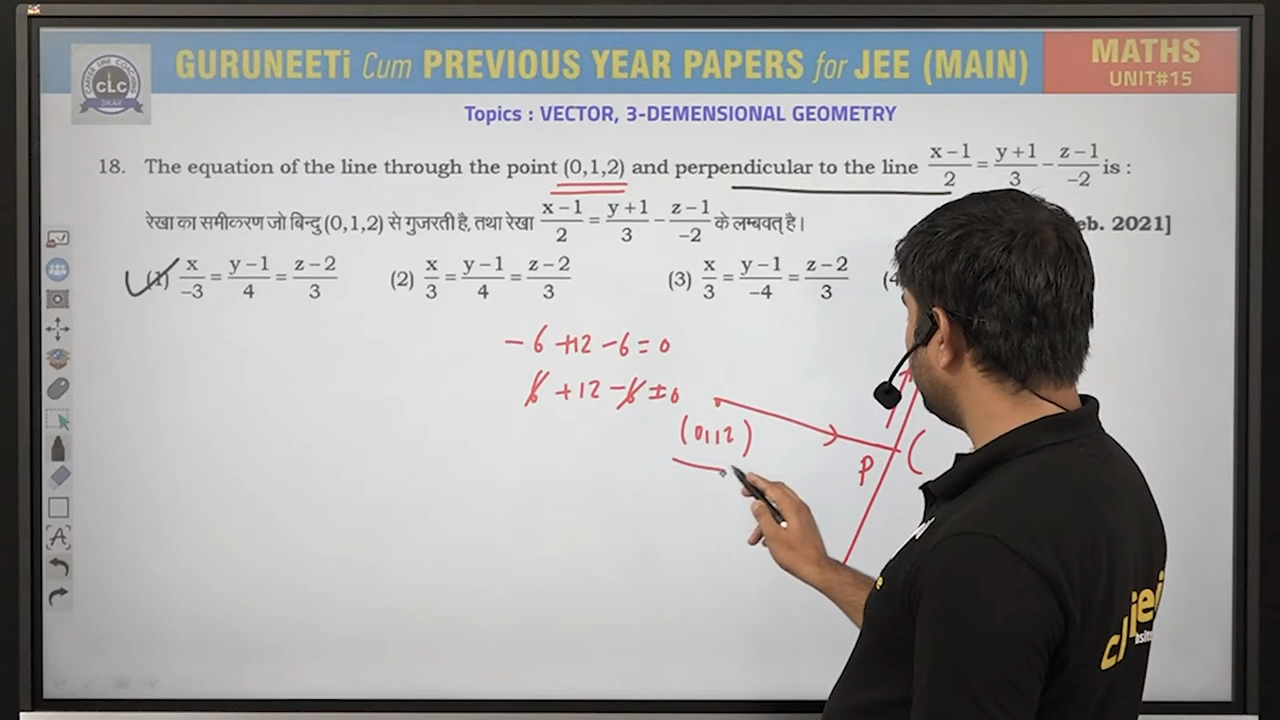 GURUNEETi Cum PREVIOUS YEAR PAPERS for JEE (MAIN)
MATHS
UNIT#15
CLC
SIKAR
Topics : VECTOR, 3-DEMENSIONAL GEOMETRY
18. The equation of the line through the point (0,1,2) and perpendicular to the line x−1/2 = y+1/3 − z−1/−2 is :
रेखा का समीकरण जो बिन्दु (0,1,2) से गुजरती है, तथा रेखा x−1/2 = y+1/3 − z−1/−2 के लम्बवत् है।
eb. 2021]
(1) x/−3 = y−1/4 = z−2/3 (2) x/3 = y−1/4 = z−2/3 (3) x/3 = y−1/−4 = z−2/3 (4
−6 +12 −6 = 0
6 + 12 − 6 ± 0
(0,1,2)
P (